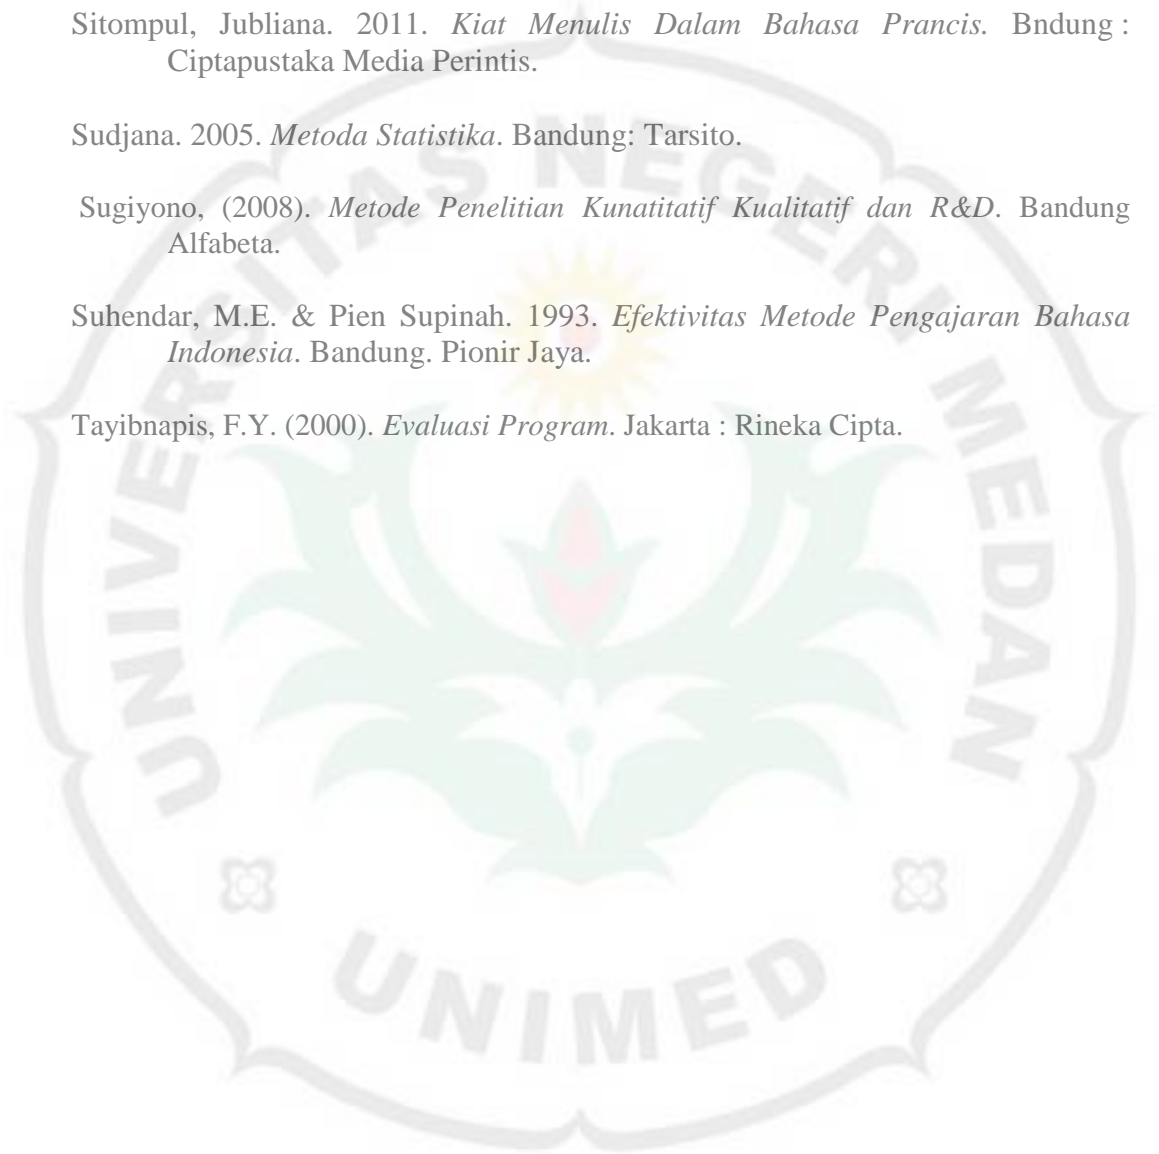 Sitompul, Jubliana. 2011. Kiat Menulis Dalam Bahasa Prancis. Bndung :
Ciptapustaka Media Perintis.
Sudjana. 2005. Metoda Statistika. Bandung: Tarsito.
Sugiyono, (2008). Metode Penelitian Kunatitatif Kualitatif dan R&D. Bandung
Alfabeta.
Suhendar, M.E. & Pien Supinah. 1993. Efektivitas Metode Pengajaran Bahasa
Indonesia. Bandung. Pionir Jaya.
Tayibnapis, F.Y. (2000). Evaluasi Program. Jakarta : Rineka Cipta.
UNIVERSITAS NEGERI MEDAN
UNIMED